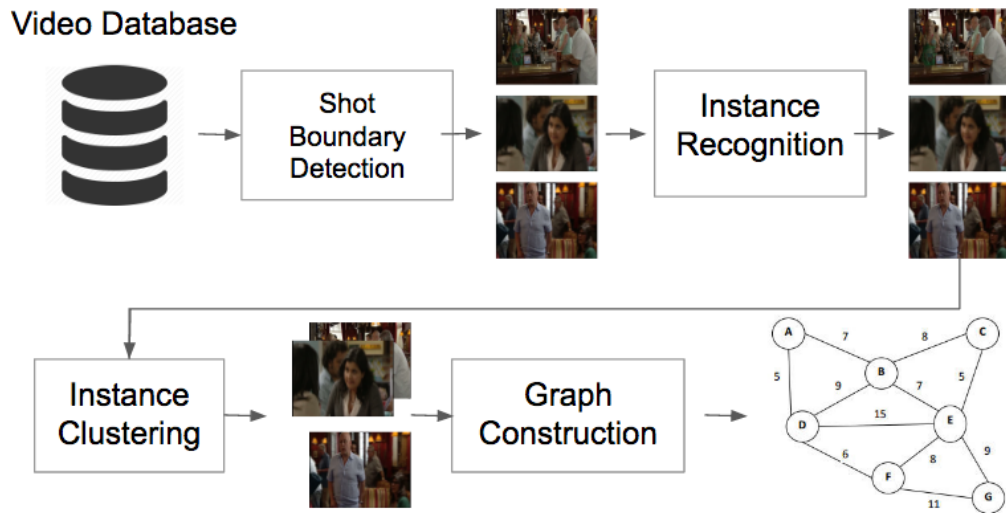 Video Database
Shot
Boundary
Detection
Instance
Recognition
Instance
Clustering
Graph
Construction
A
7
8
C
B
5
9
7
5
D
15
E
6
8
9
F
11
G